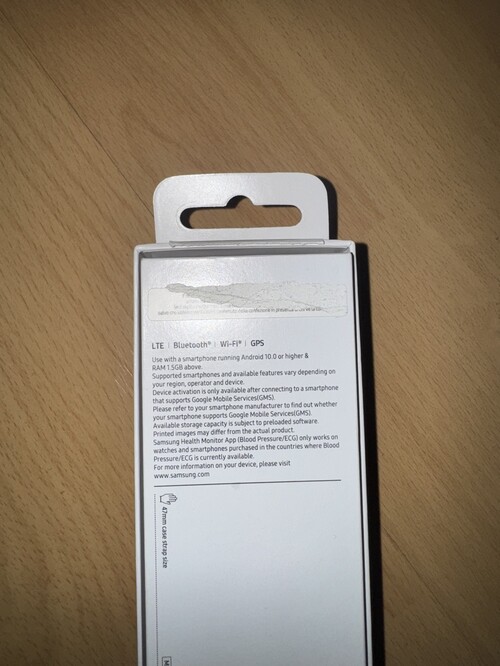 LTE | Bluetooth® | Wi-Fi® | GPS
Use with a smartphone running Android 10.0 or higher &
RAM 1.5GB above.
Supported smartphones and available features vary depending on
your region, operator and device.
Device activation is only available after connecting to a smartphone
that supports Google Mobile Services(GMS).
Please refer to your smartphone manufacturer to find out whether
your smartphone supports Google Mobile Services(GMS).
Available storage capacity is subject to preloaded software.
Printed images may differ from the actual product.
Samsung Health Monitor App (Blood Pressure/ECG) only works on
watches and smartphones purchased in the countries where Blood
Pressure/ECG is currently available.
For more information on your device, please visit
www.samsung.com
47mm case strap size